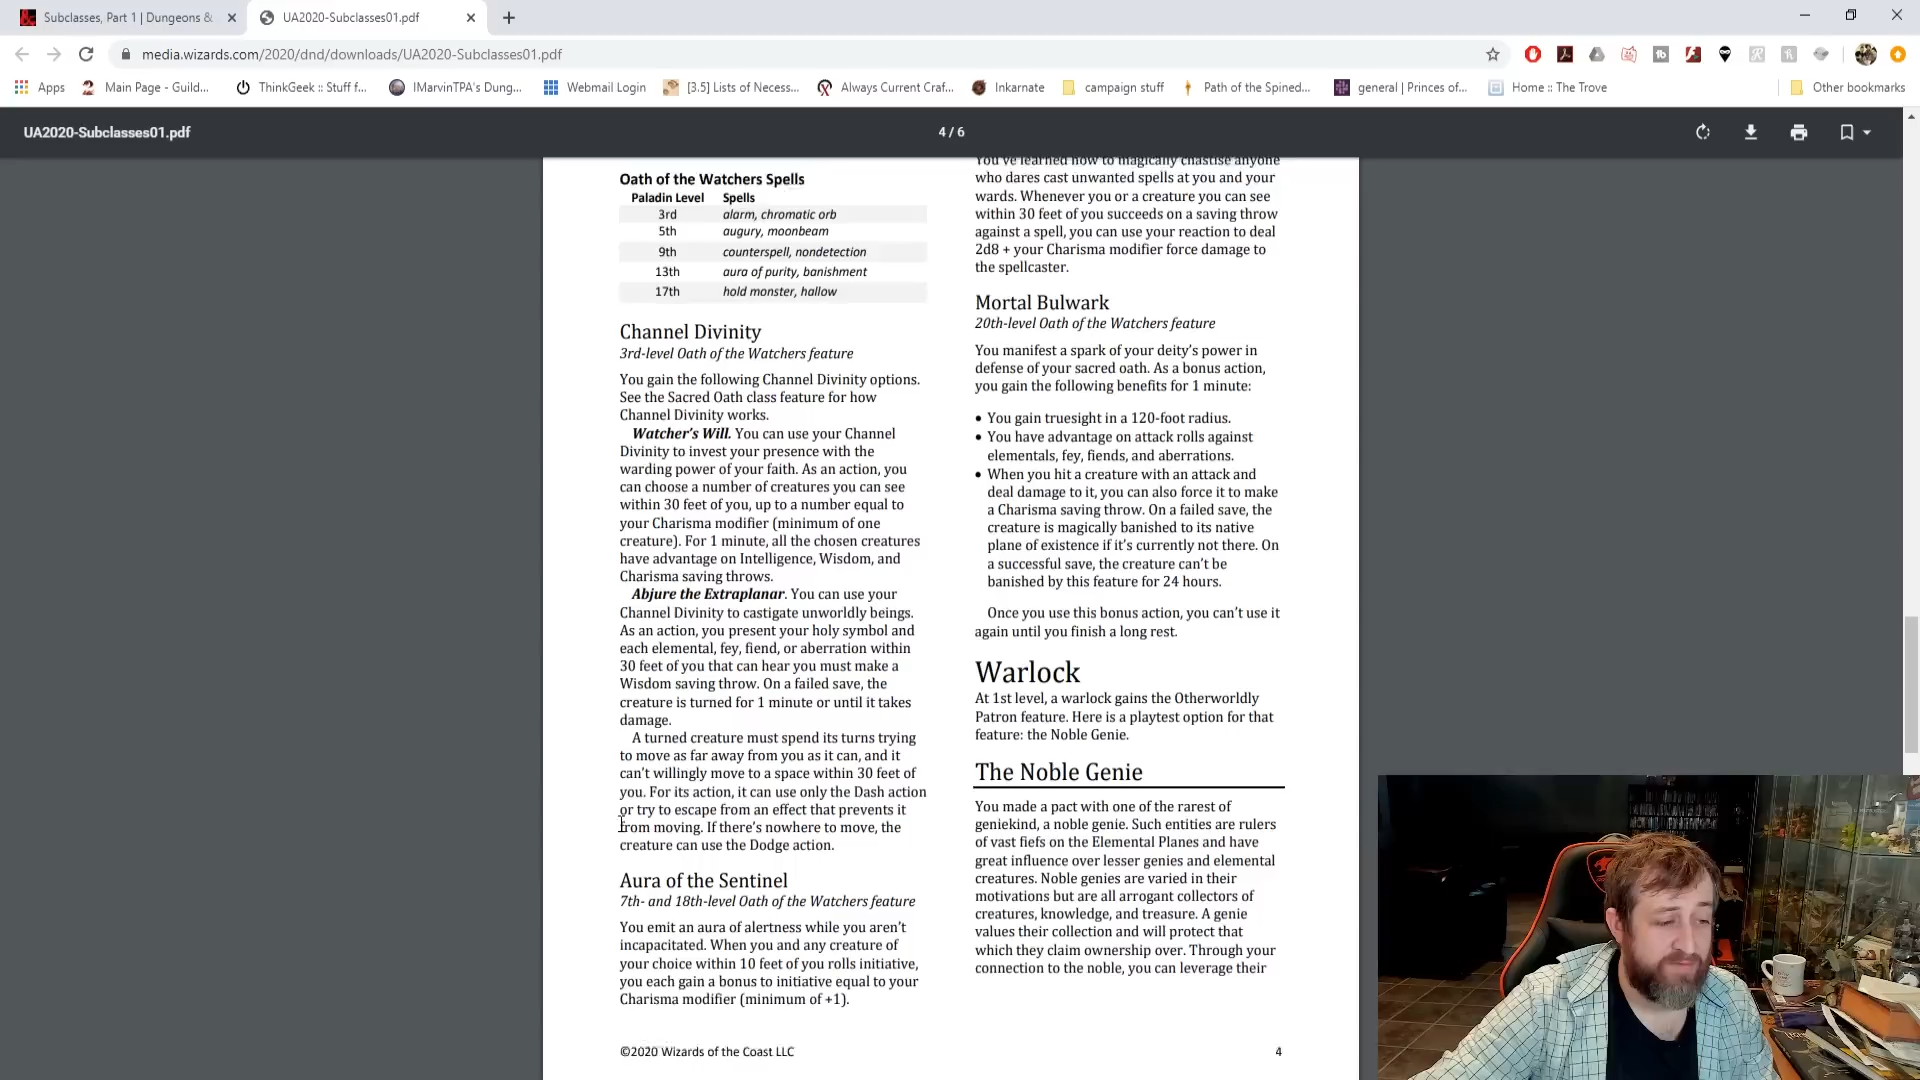 Subclasses, Part 1 | Dungeons &
UA2020-Subclasses01.pdf
media.wizards.com/2020/dnd/downloads/UA2020-Subclasses01.pdf
Apps
Main Page - Guild...
ThinkGeek :: Stuff f...
IMarvinTPA's Dung...
Webmail Login
[3.5] Lists of Necess...
Always Current Craf...
Inkarnate
campaign stuff
Path of the Spined...
general | Princes of...
Home :: The Trove
Other bookmarks
UA2020-Subclasses01.pdf
4 / 6
Oath of the Watchers Spells
Paladin Level Spells
3rd alarm, chromatic orb
5th augury, moonbeam
9th counterspell, nondetection
13th aura of purity, banishment
17th hold monster, hallow
Channel Divinity
3rd-level Oath of the Watchers feature
You gain the following Channel Divinity options.
See the Sacred Oath class feature for how
Channel Divinity works.
Watcher's Will. You can use your Channel
Divinity to invest your presence with the
warding power of your faith. As an action, you
can choose a number of creatures you can see
within 30 feet of you, up to a number equal to
your Charisma modifier (minimum of one
creature). For 1 minute, all the chosen creatures
have advantage on Intelligence, Wisdom, and
Charisma saving throws.
Abjure the Extraplanar. You can use your
Channel Divinity to castigate unworldly beings.
As an action, you present your holy symbol and
each elemental, fey, fiend, or aberration within
30 feet of you that can hear you must make a
Wisdom saving throw. On a failed save, the
creature is turned for 1 minute or until it takes
damage.
A turned creature must spend its turns trying
to move as far away from you as it can, and it
can't willingly move to a space within 30 feet of
you. For its action, it can use only the Dash action
or try to escape from an effect that prevents it
from moving. If there's nowhere to move, the
creature can use the Dodge action.
Aura of the Sentinel
7th- and 18th-level Oath of the Watchers feature
You emit an aura of alertness while you aren't
incapacitated. When you and any creature of
your choice within 10 feet of you rolls initiative,
you each gain a bonus to initiative equal to your
Charisma modifier (minimum of +1).
You've learned how to magically chastise anyone
who dares cast unwanted spells at you and your
wards. Whenever you or a creature you can see
within 30 feet of you succeeds on a saving throw
against a spell, you can use your reaction to deal
2d8 + your Charisma modifier force damage to
the spellcaster.
Mortal Bulwark
20th-level Oath of the Watchers feature
You manifest a spark of your deity's power in
defense of your sacred oath. As a bonus action,
you gain the following benefits for 1 minute:
• You gain truesight in a 120-foot radius.
• You have advantage on attack rolls against
elementals, fey, fiends, and aberrations.
• When you hit a creature with an attack and
deal damage to it, you can also force it to make
a Charisma saving throw. On a failed save, the
creature is magically banished to its native
plane of existence if it's currently not there. On
a successful save, the creature can't be
banished by this feature for 24 hours.
Once you use this bonus action, you can't use it
again until you finish a long rest.
Warlock
At 1st level, a warlock gains the Otherworldly
Patron feature. Here is a playtest option for that
feature: the Noble Genie.
The Noble Genie
You made a pact with one of the rarest of
geniekind, a noble genie. Such entities are rulers
of vast fiefs on the Elemental Planes and have
great influence over lesser genies and elemental
creatures. Noble genies are varied in their
motivations but are all arrogant collectors of
creatures, knowledge, and treasure. A genie
values their collection and will protect that
which they claim ownership over. Through your
connection to the noble, you can leverage their
©2020 Wizards of the Coast LLC
4